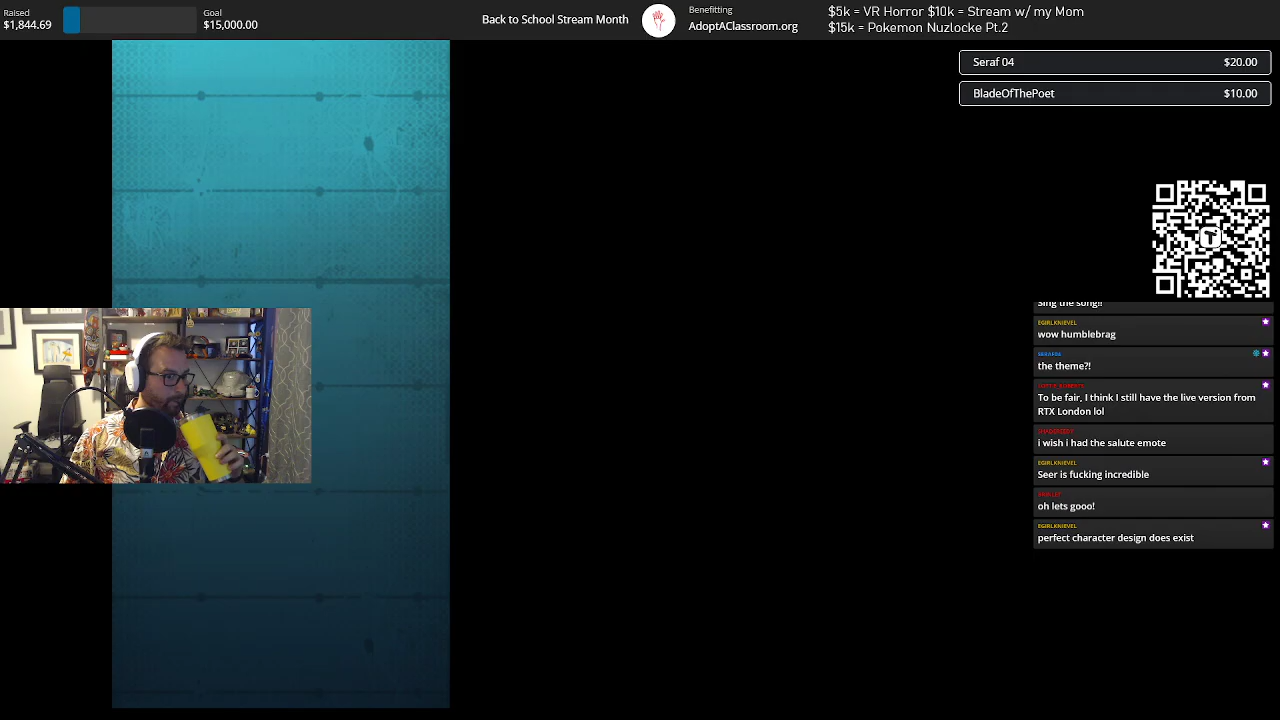 Raised
$1,844.69
Goal
$15,000.00
Back to School Stream Month
Benefitting
AdoptAClassroom.org
$5k = VR Horror $10k = Stream w/ my Mom
$15k = Pokemon Nuzlocke Pt.2
Seraf 04
$20.00
BladeOfThePoet
$10.00
Sing the song!!
EGIRLKNIEVEL
wow humblebrag
the theme?!
To be fair, I think I still have the live version from
RTX London lol
i wish i had the salute emote
EGIRLKNIEVEL
Seer is fucking incredible
oh lets gooo!
EGIRLKNIEVEL
perfect character design does exist